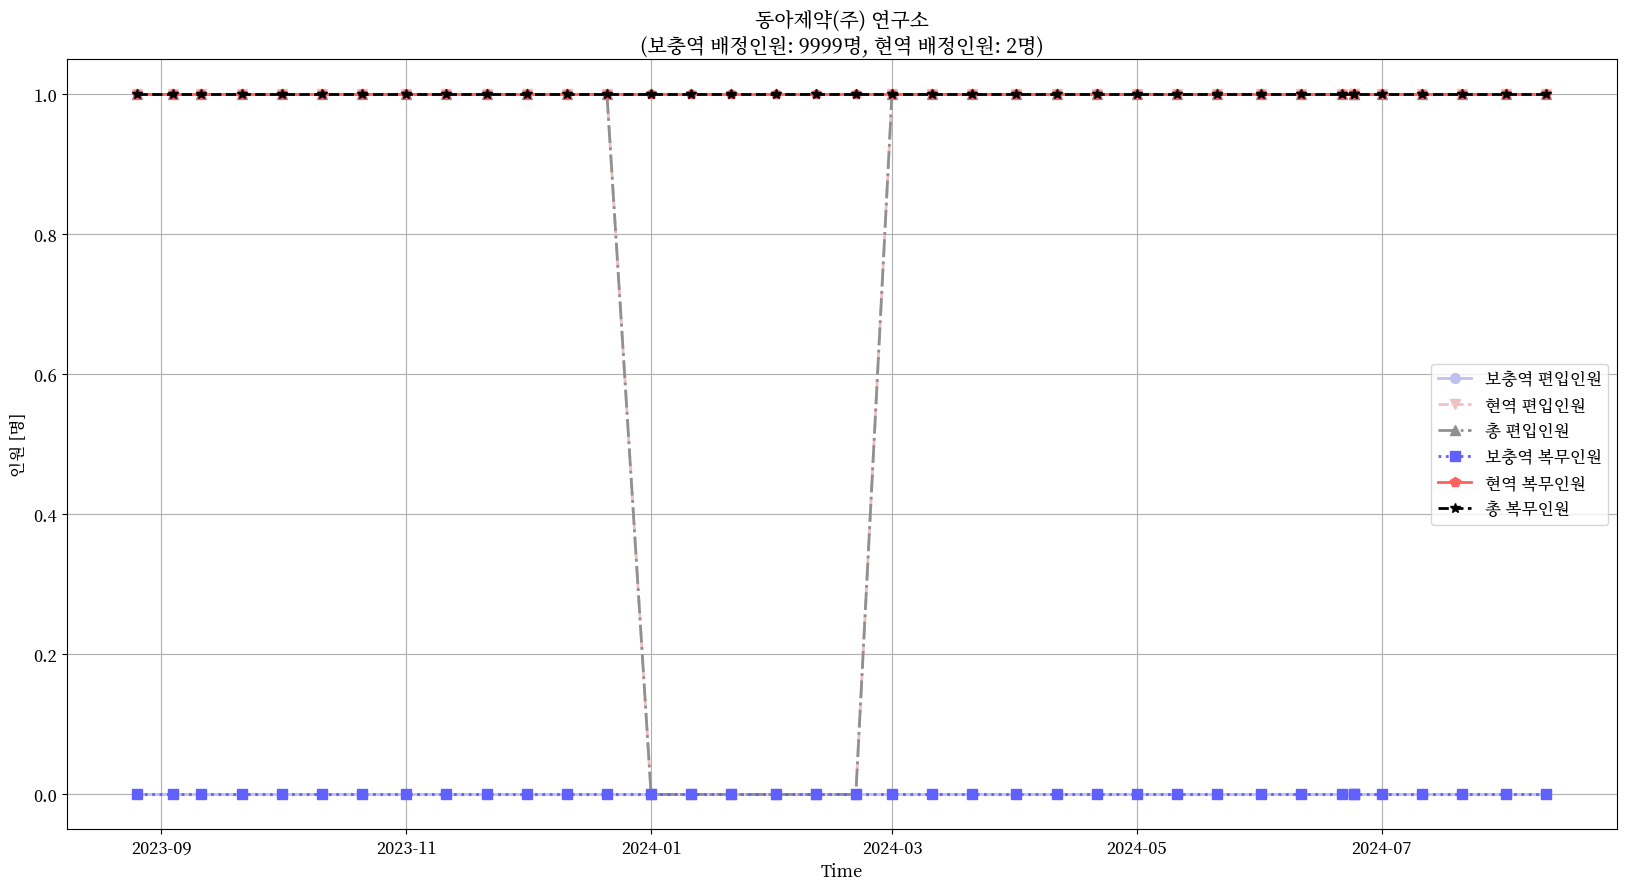 동아제약(주) 연구소
(보충역 배정인원: 9999명, 현역 배정인원: 2명)
인원 [명]
1.0
0.8
0.6
0.4
0.2
0.0
보충역 편입인원
현역 편입인원
총 편입인원
보충역 복무인원
현역 복무인원
총 복무인원
2023-09 2023-11 2024-01 2024-03 2024-05 2024-07
Time